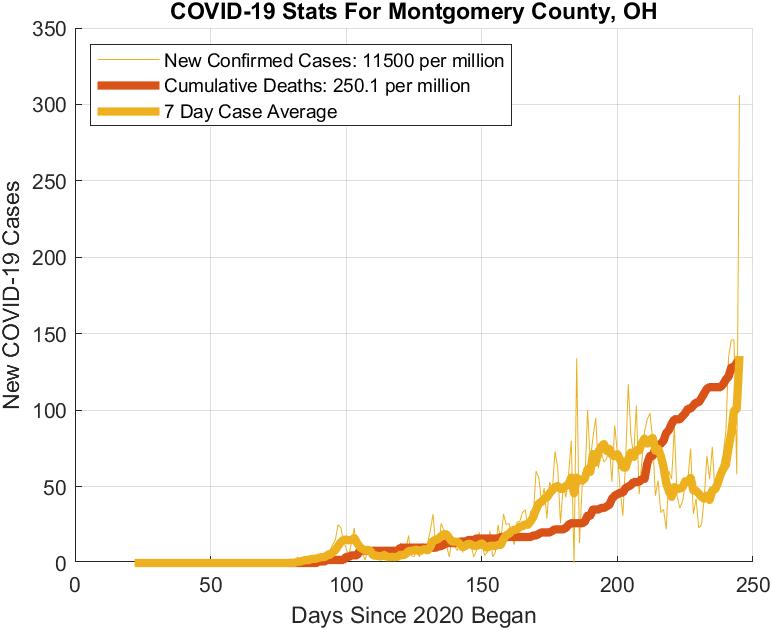 COVID-19 Stats For Montgomery County, OH
350
300
250
200
150
100
50
0
New Confirmed Cases: 11500 per million
Cumulative Deaths: 250.1 per million
7 Day Case Average
New COVID-19 Cases
0
50
100
150
200
250
Days Since 2020 Began